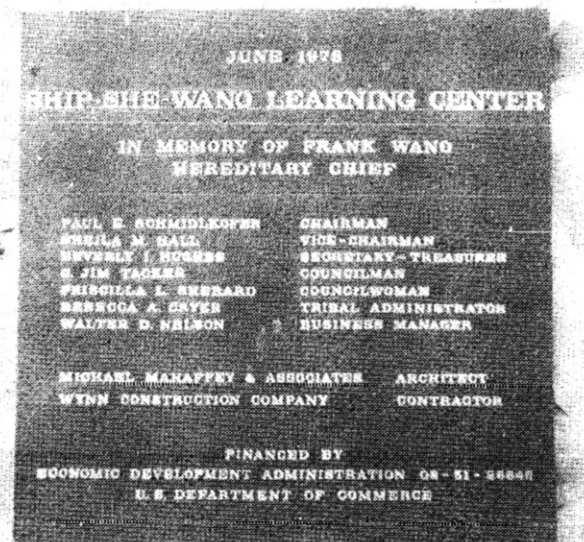 JUNE 1978
SHIP-SHE-WANO LEARNING CENTER
IN MEMORY OF FRANK WANO
HEREDITARY CHIEF
PAUL E. SCHMIDLKOFER CHAIRMAN
SHEILA M. HALL VICE-CHAIRMAN
BEVERLY J. HUGHES SECRETARY-TREASURER
JIM TACKER COUNCILMAN
PRISCILLA L. SHERARD COUNCILWOMAN
REBECCA A. CRYER TRIBAL ADMINISTRATOR
WALTER D. NELSON BUSINESS MANAGER
MICHAEL MAHAFFEY & ASSOCIATES ARCHITECT
WYNN CONSTRUCTION COMPANY CONTRACTOR
FINANCED BY
ECONOMIC DEVELOPMENT ADMINISTRATION
U.S. DEPARTMENT OF COMMERCE